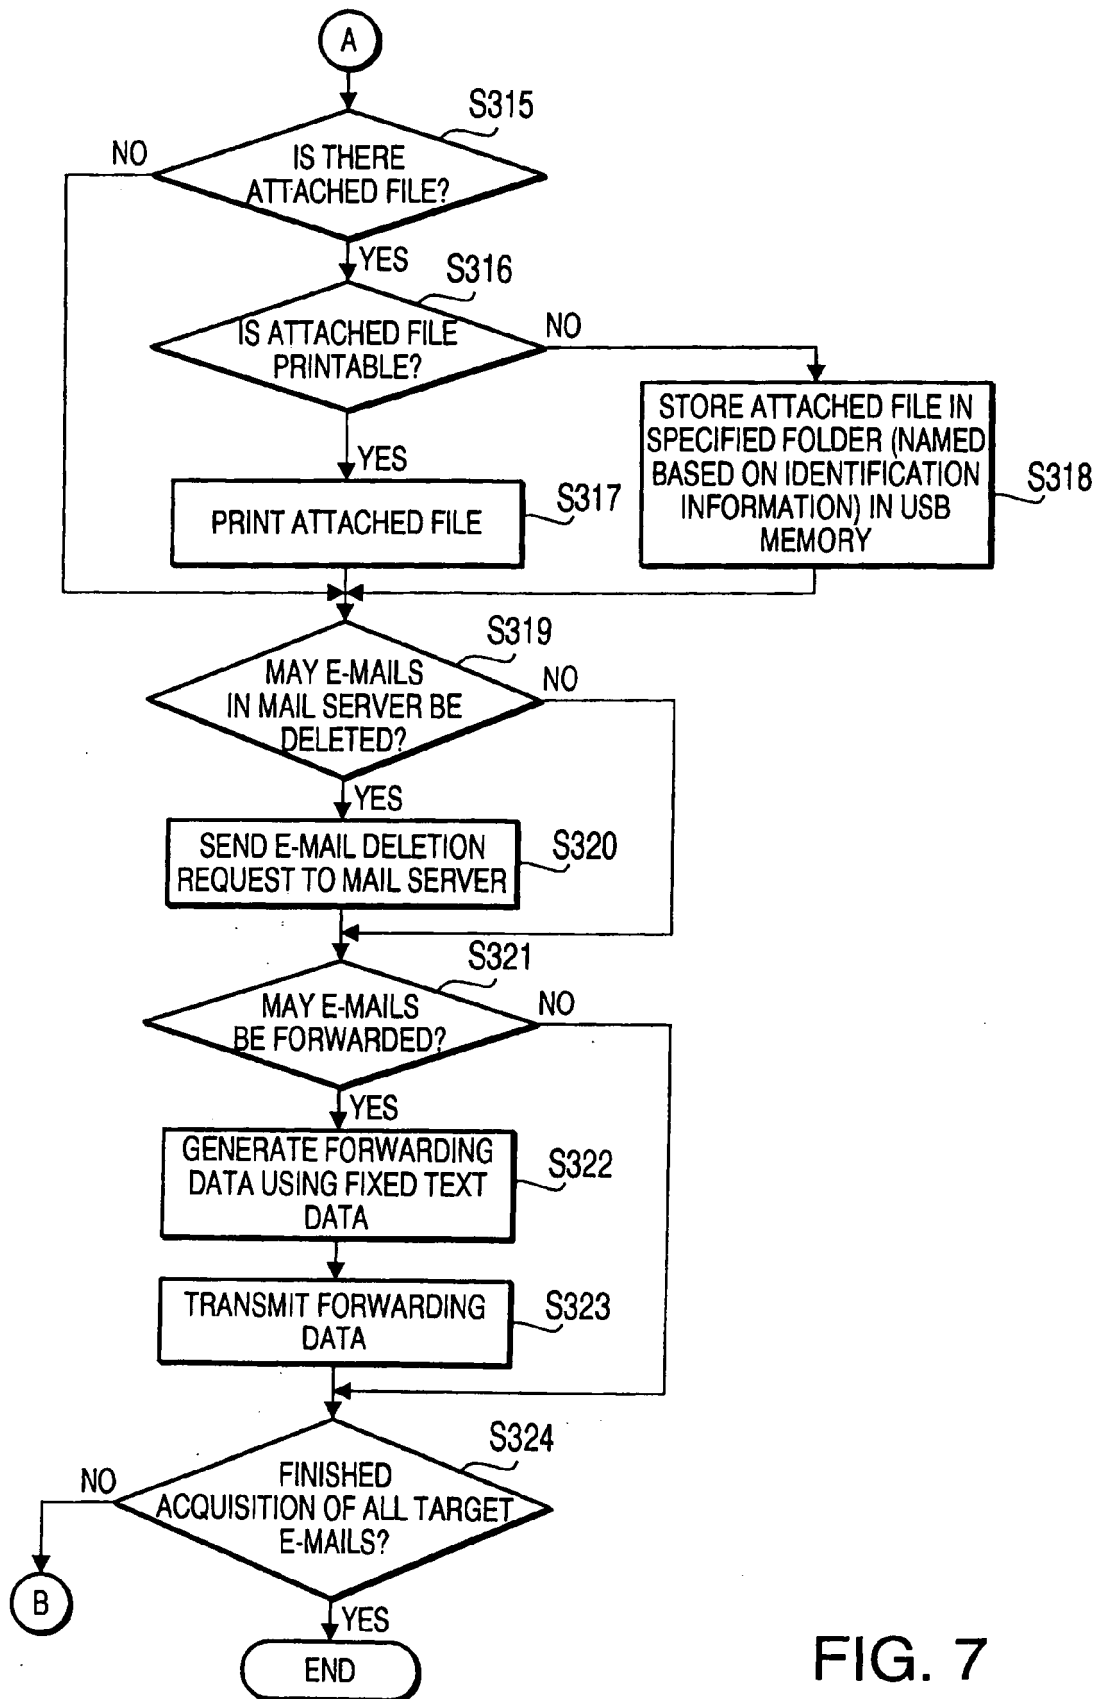 A
S315
NO
IS THERE
ATTACHED FILE?
YES
S316
IS ATTACHED FILE
PRINTABLE?
NO
YES
S317
PRINT ATTACHED FILE
STORE ATTACHED FILE IN
SPECIFIED FOLDER (NAMED
BASED ON IDENTIFICATION
INFORMATION) IN USB
MEMORY
S318
S319
MAY E-MAILS
IN MAIL SERVER BE
DELETED?
NO
YES
SEND E-MAIL DELETION
REQUEST TO MAIL SERVER
S320
S321
MAY E-MAILS
BE FORWARDED?
NO
YES
GENERATE FORWARDING
DATA USING FIXED TEXT
DATA
S322
TRANSMIT FORWARDING
DATA
S323
S324
NO
FINISHED
ACQUISITION OF ALL TARGET
E-MAILS?
B
YES
END
FIG. 7